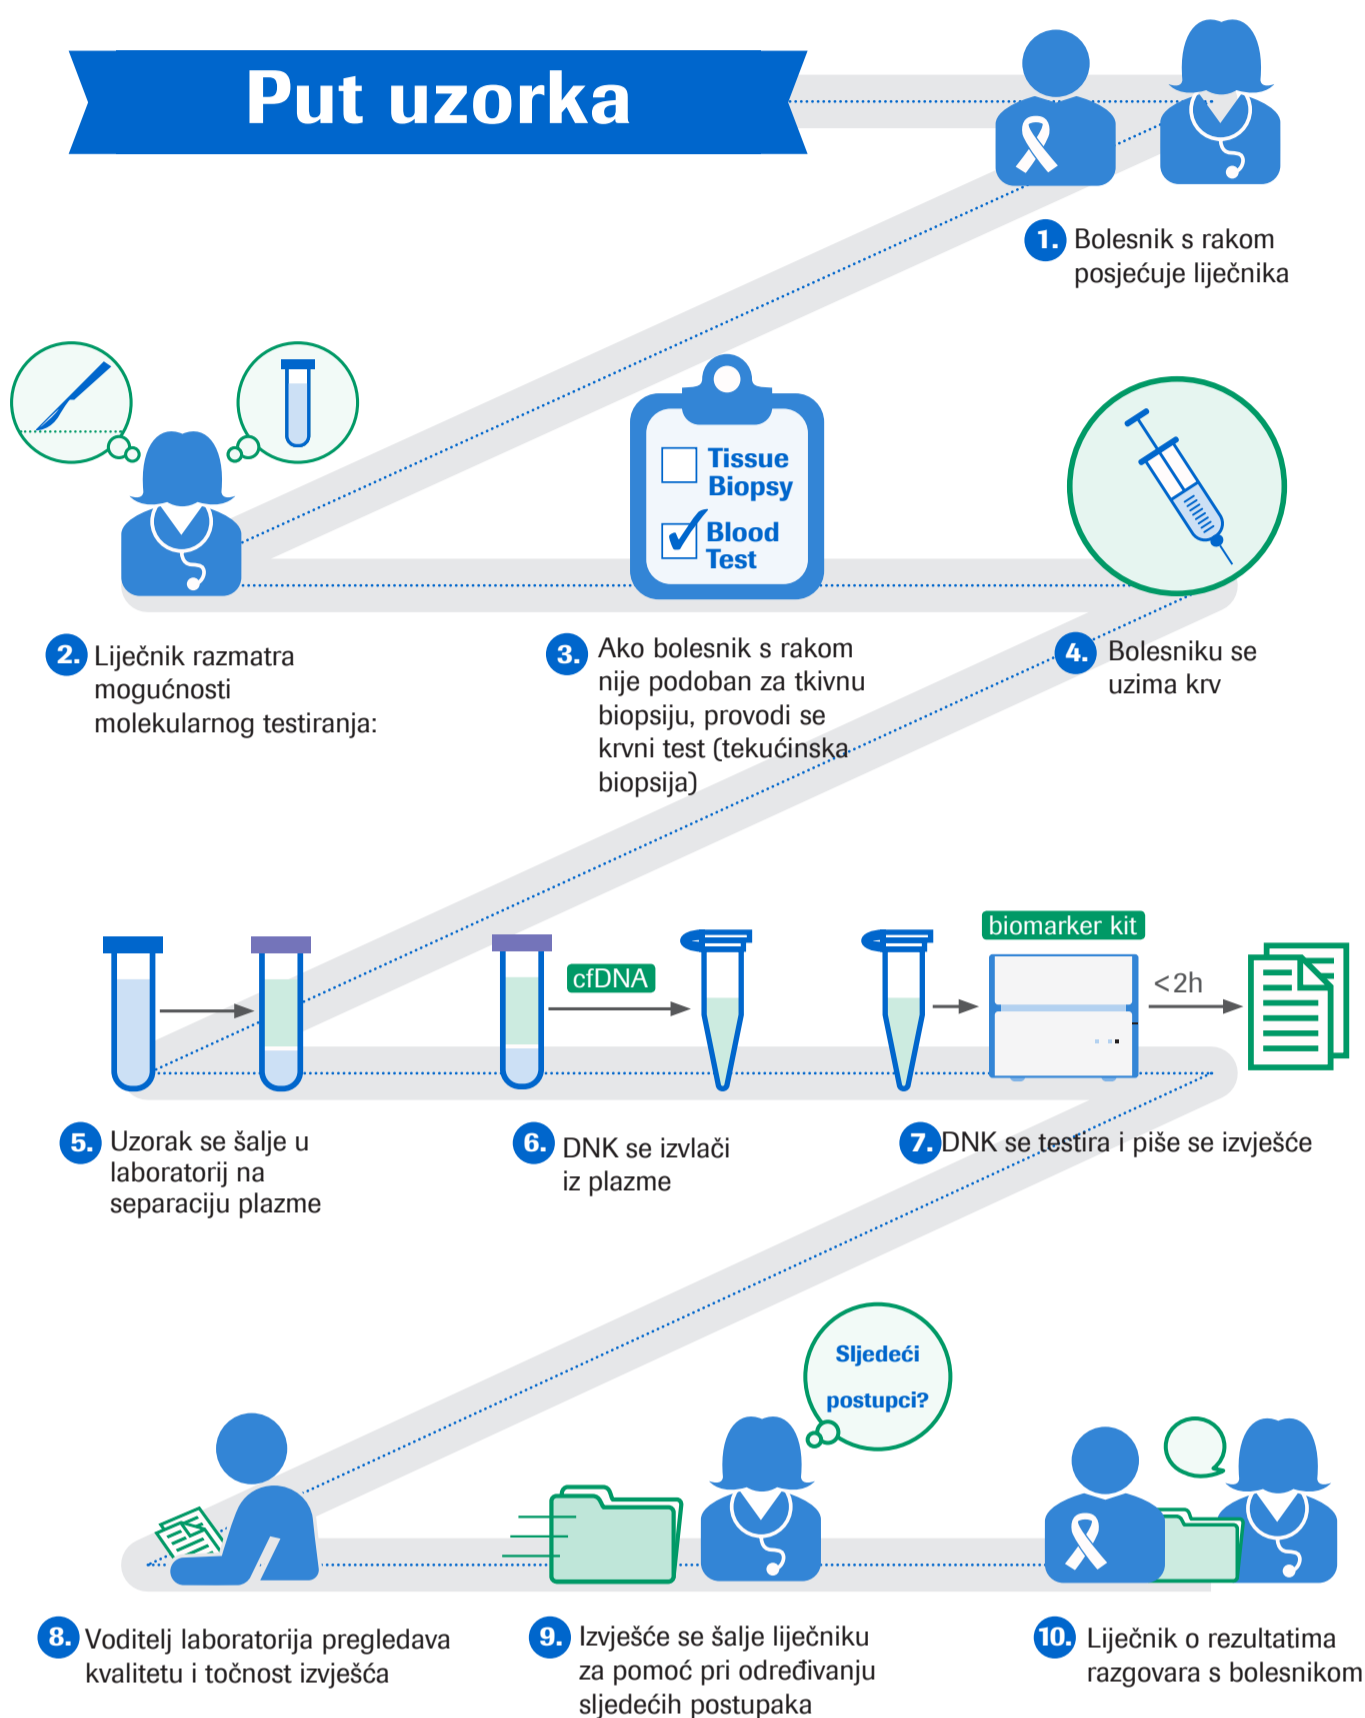 Put uzorka
1. Bolesnik s rakom
posjećuje liječnika
Tissue
Biopsy
Blood
Test
2. Liječnik razmatra
mogućnosti
molekularnog testiranja:
3. Ako bolesnik s rakom
nije podoban za tkivnu
biopsiju, provodi se
krvni test (tekućinska
biopsija)
4. Bolesniku se
uzima krv
cfDNA
biomarker kit
<2h
5. Uzorak se šalje u
laboratorij na
separaciju plazme
6. DNK se izvlači
iz plazme
7. DNK se testira i piše se izvješće
Sljedeći
postupci?
8. Voditelj laboratorija pregledava
kvalitetu i točnost izvješća
9. Izvješće se šalje liječniku
za pomoć pri određivanju
sljedećih postupaka
10. Liječnik o rezultatima
razgovara s bolesnikom